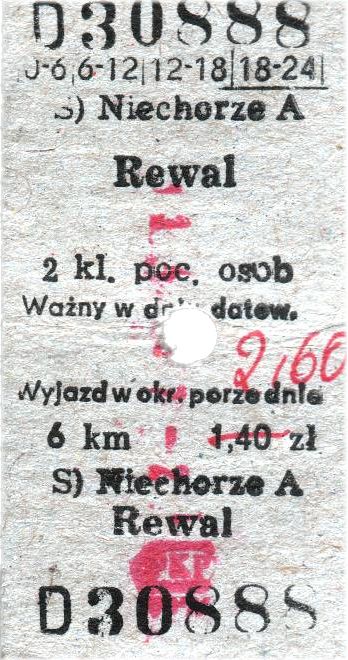 D30888
0-6|6-12|12-18|18-24|
S) Niechorze A
Rewal
2 kl. poc. osob
Ważny w dniu datow.
2,60
Wyjazd w okr. porze dnia
6 km 1,40 zł
S) Niechorze A
Rewal
PKP
D30888